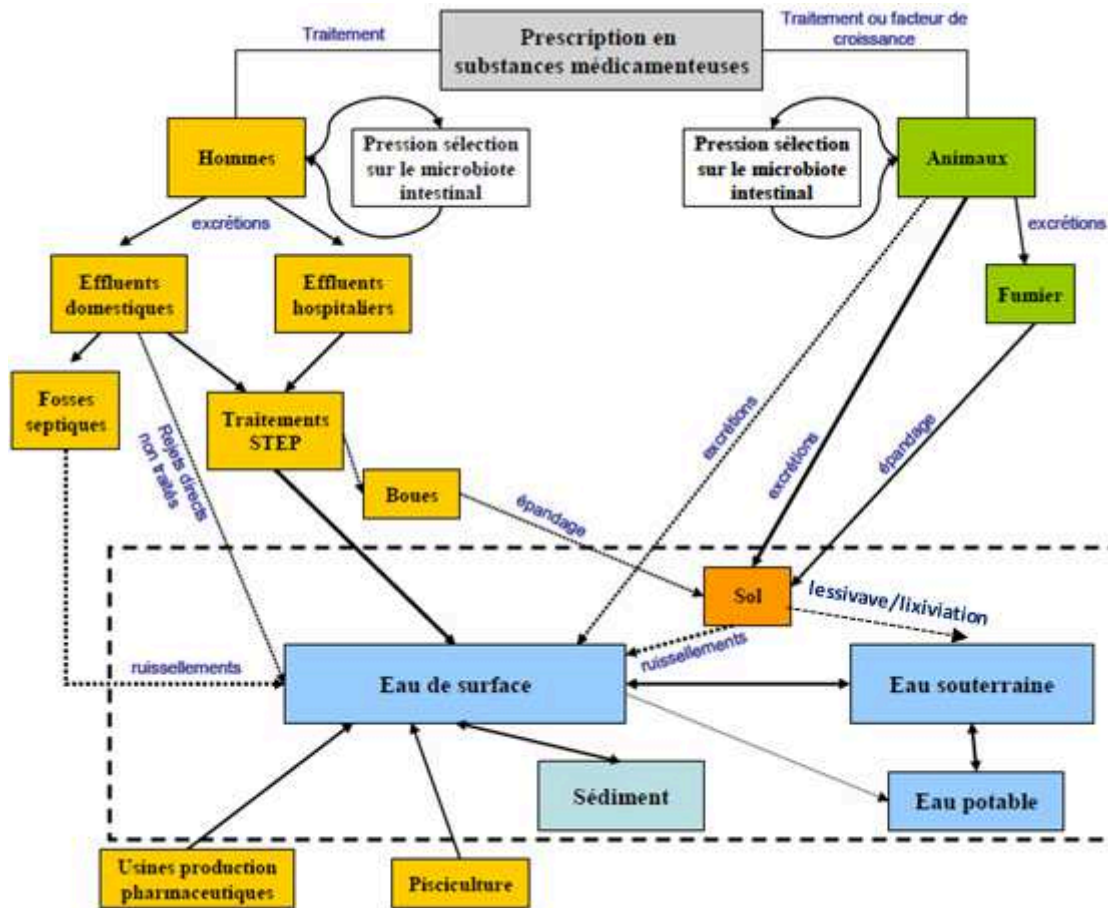 Traitement
Prescription en
substances médicamenteuses
Traitement ou facteur de
croissance
Hommes
Pression sélection
sur le microbiote
intestinal
Pression sélection
sur le microbiote
intestinal
Animaux
excrétions
excrétions
Effluents
domestiques
Effluents
hospitaliers
Fumier
Fosses
septiques
Traitements
STEP
Rejets directs
non traités
Boues
épandage
excrétions
excrétions
épandage
Sol
lessivave/lixiviation
ruissellements
ruissellements
Eau de surface
Eau souterraine
Sédiment
Eau potable
Usines production
pharmaceutiques
Pisciculture